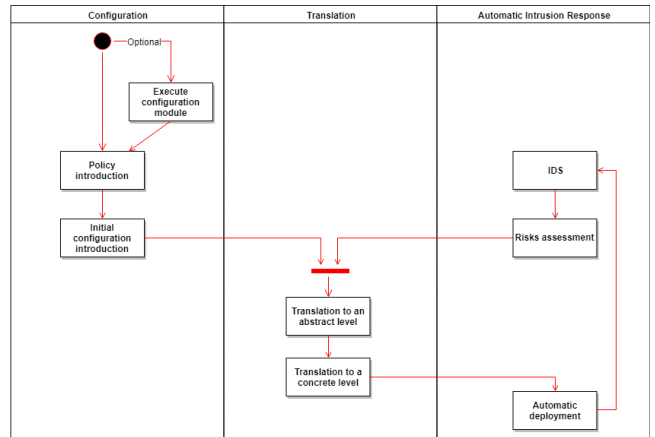 Configuration
Translation
Automatic Intrusion Response
Optional
Execute
configuration
module
Policy
introduction
IDS
Initial
configuration
introduction
Risks assessment
Translation to an
abstract level
Translation to a
concrete level
Automatic
deployment